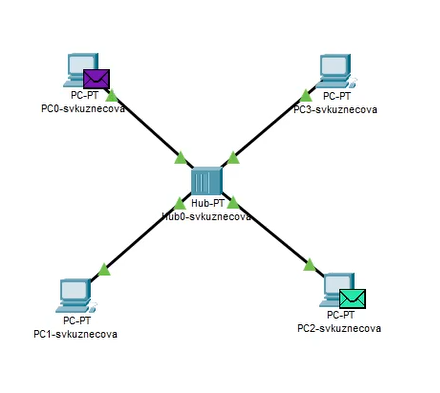 PC-PT
PC0-svkuznecova
PC-PT
PC3-svkuznecova
Hub-PT
Hub0-svkuznecova
PC-PT
PC1-svkuznecova
PC-PT
PC2-svkuznecova